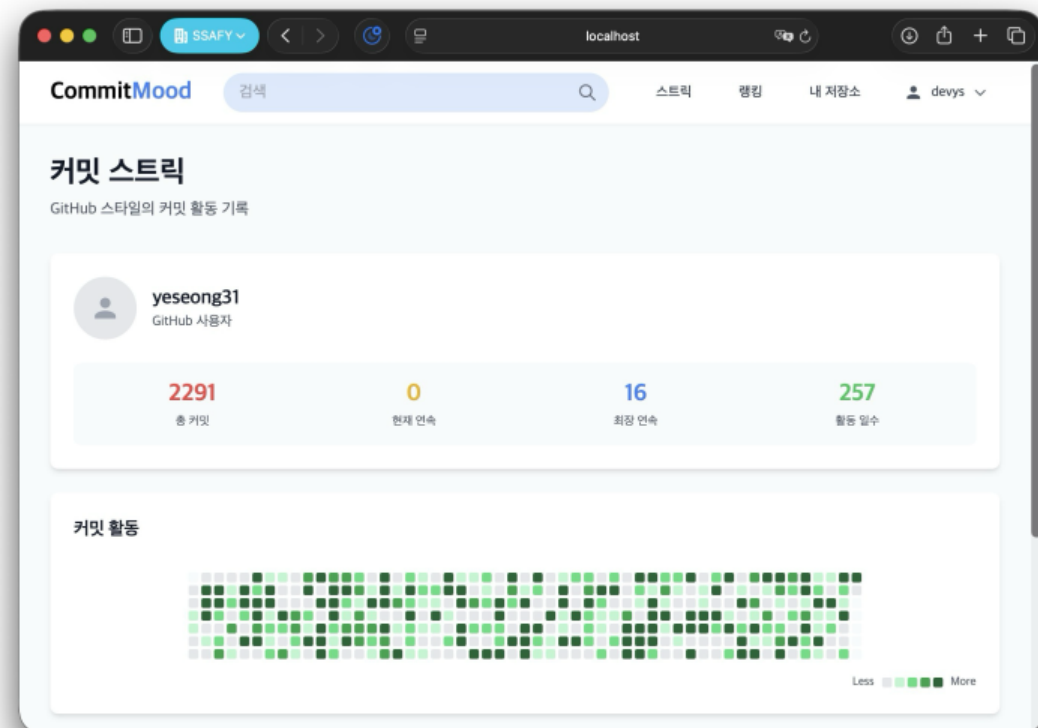 SSAFY
localhost
CommitMood
검색
스트릭
랭킹
내 저장소
devys
커밋 스트릭
GitHub 스타일의 커밋 활동 기록
yeseong31
GitHub 사용자
2291
0
16
257
총 커밋
현재 연속
최장 연속
활동 일수
커밋 활동
Less
More